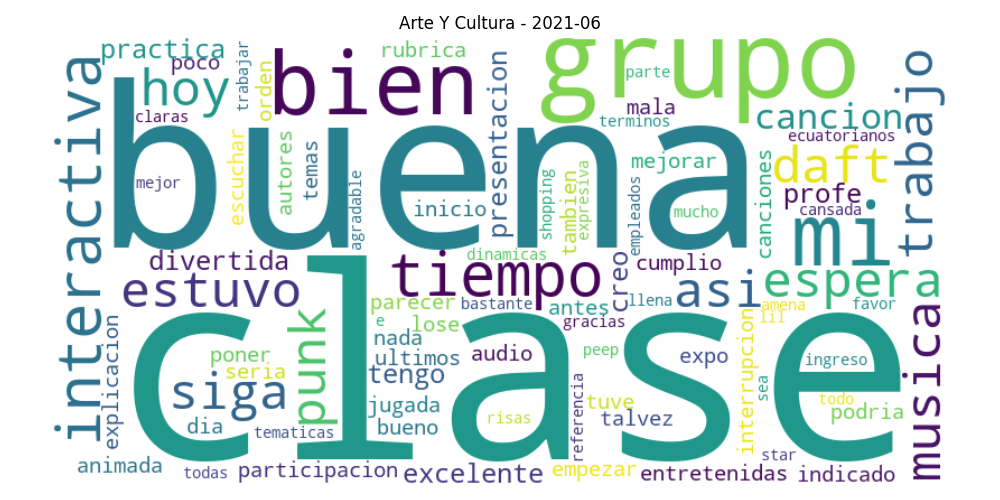 Arte Y Cultura - 2021-06
practica
poco
hoy
claras
trabajar
orden
bien
rubrica
presentacion
grupo
parte
mala
terminos
cancion
ecuatorianos
trabajo
interactiva
buena
mejor
escuchar
autores
temas
agradable
inicio
shopping
tambien
expresiva
empleados
mejorar
mucho
canciones
daft
profe
cansada
mi
divertida
estuvo
tiempo
dinamicas
creo
cumplio
asi
espera
parecer
bastante
antes
llena
amena
favor
lil
gracias
clase
explicacion
punk
e
lose
nada
ultimos
audio
peep
expo
interrupcion
sea
ingreso
musica
poner
seria
siga
tengo
jugada
bueno
risas
referencia
tuve
talvez
todo
podria
dia
tematicas
star
animada
todas
participacion
excelente
empezar
entretenidas
indicado